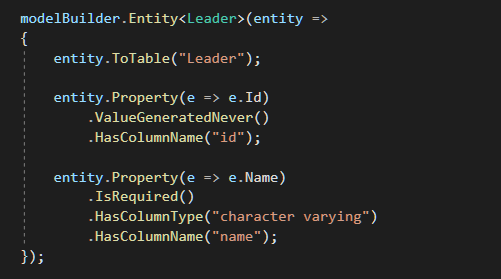 modelBuilder.Entity<Leader>(entity =>
{
    entity.ToTable("Leader");
    entity.Property(e => e.Id)
        .ValueGeneratedNever()
        .HasColumnName("id");
    entity.Property(e => e.Name)
        .IsRequired()
        .HasColumnType("character varying")
        .HasColumnName("name");
});